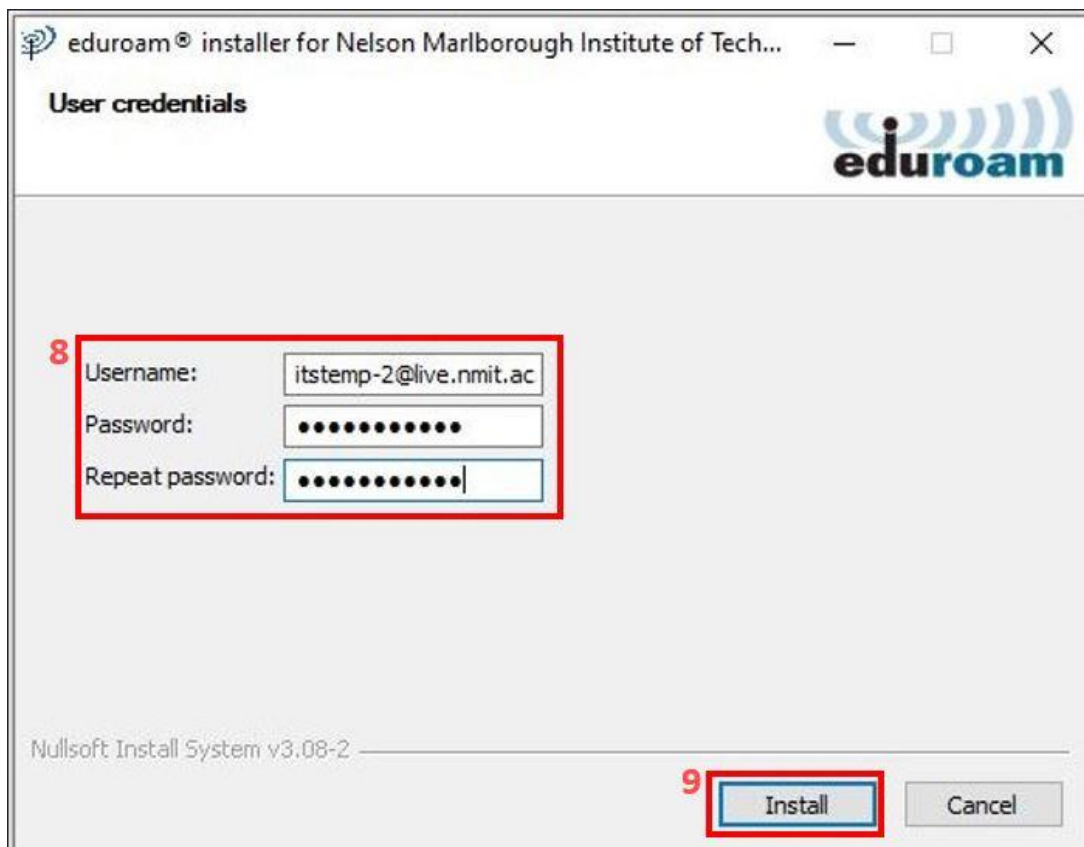 eduroam® installer for Nelson Marlborough Institute of Tech...
User credentials
eduroam
8
Username: itstemp-2@live.nmit.ac
Password: ●●●●●●●●●●●
Repeat password: ●●●●●●●●●●●
Nullsoft Install System v3.08-2
9
Install Cancel